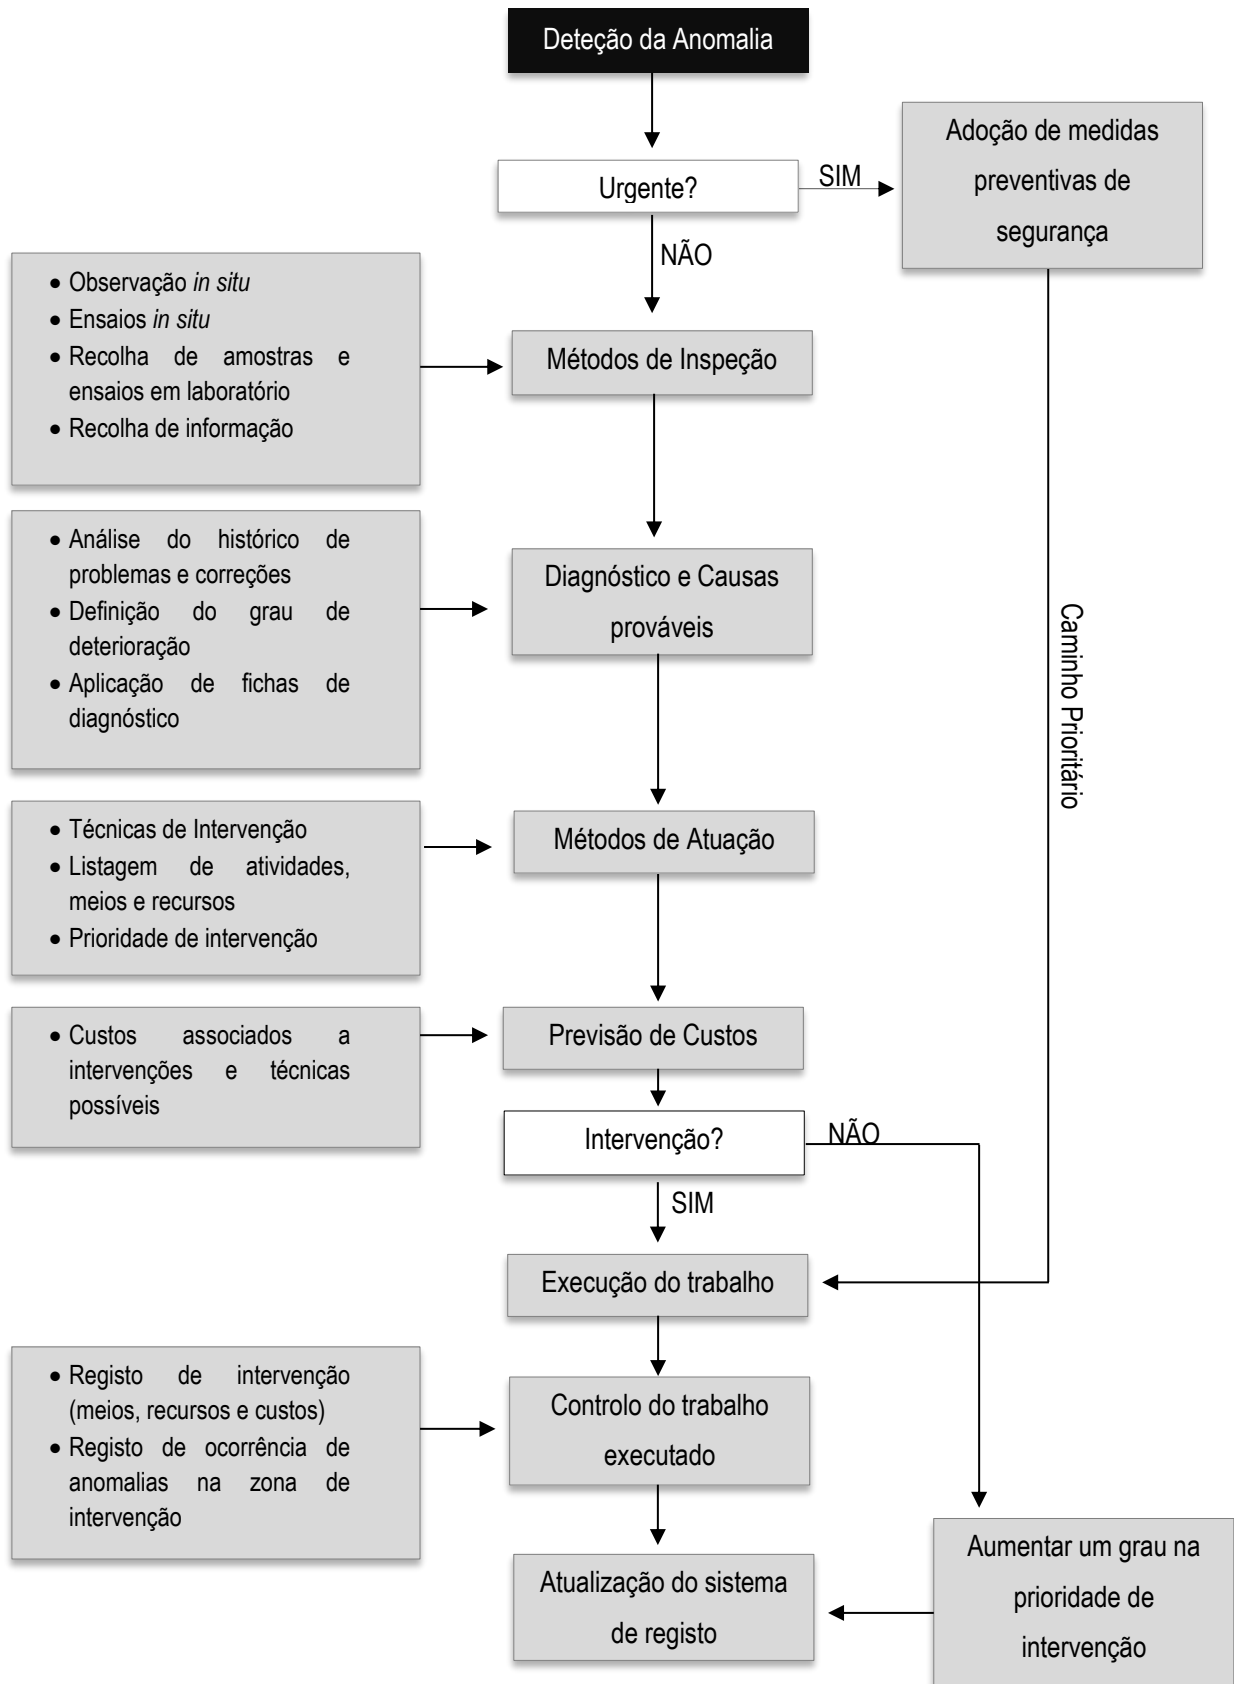 Deteção da Anomalia
Urgente?
SIM
Adoção de medidas
preventivas de
segurança
NÃO
• Observação in situ
• Ensaios in situ
• Recolha de amostras e
ensaios em laboratório
• Recolha de informação
Métodos de Inspeção
• Análise do histórico de
problemas e correções
• Definição do grau de
deterioração
• Aplicação de fichas de
diagnóstico
Diagnóstico e Causas
prováveis
Caminho Prioritário
• Técnicas de Intervenção
• Listagem de atividades,
meios e recursos
• Prioridade de intervenção
Métodos de Atuação
• Custos associados a
intervenções e técnicas
possíveis
Previsão de Custos
Intervenção?
NÃO
SIM
Execução do trabalho
• Registo de intervenção
(meios, recursos e custos)
• Registo de ocorrência de
anomalias na zona de
intervenção
Controlo do trabalho
executado
Atualização do sistema
de registo
Aumentar um grau na
prioridade de
intervenção